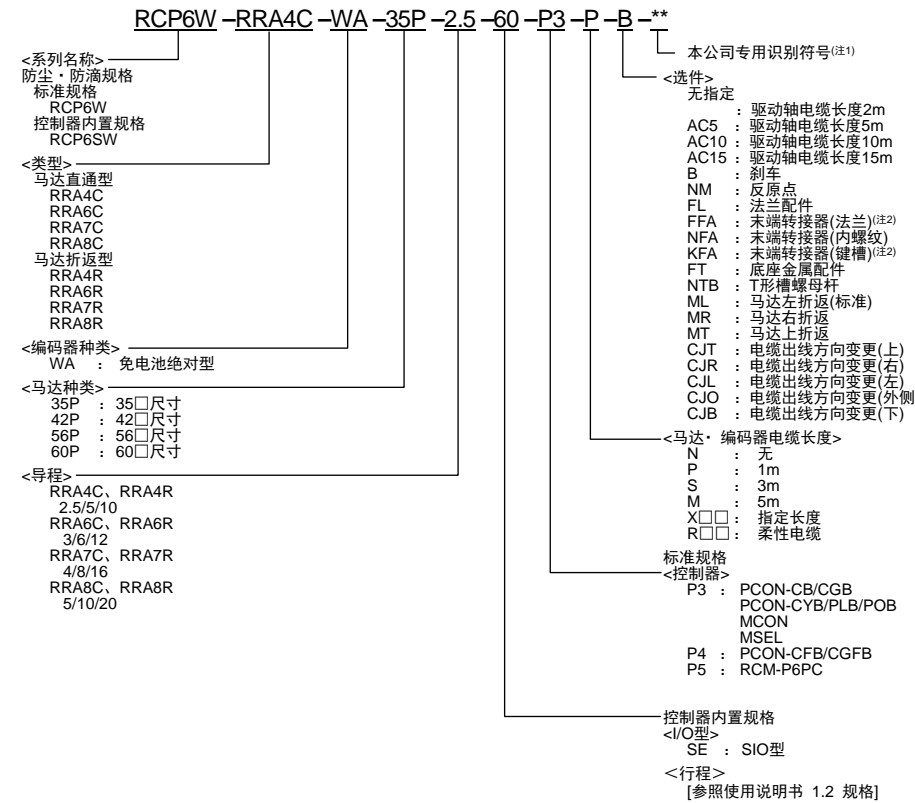 RCP6W –RRA4C –WA –35P –2.5 –60 –P3 –P –B –**
<系列名称>
防尘・防滴规格
标准规格
RCP6W
控制器内置规格
RCP6SW
<类型>
马达直通型
RRA4C
RRA6C
RRA7C
RRA8C
马达折返型
RRA4R
RRA6R
RRA7R
RRA8R
<编码器种类>
WA : 免电池绝对型
<马达种类>
35P : 35□尺寸
42P : 42□尺寸
56P : 56□尺寸
60P : 60□尺寸
<导程>
RRA4C、RRA4R
2.5/5/10
RRA6C、RRA6R
3/6/12
RRA7C、RRA7R
4/8/16
RRA8C、RRA8R
5/10/20
本公司专用识别符号(注1)
<选件>
无指定
: 驱动轴电缆长度2m
AC5 : 驱动轴电缆长度5m
AC10 : 驱动轴电缆长度10m
AC15 : 驱动轴电缆长度15m
B : 刹车
NM : 反原点
FL : 法兰配件
FFA : 末端转接器(法兰)(注2)
NFA : 末端转接器(内螺纹)
KFA : 末端转接器(键槽)(注2)
FT : 底座金属配件
NTB : T形槽螺母杆
ML : 马达左折返(标准)
MR : 马达右折返
MT : 马达上折返
CJT : 电缆出线方向变更(上)
CJR : 电缆出线方向变更(右)
CJL : 电缆出线方向变更(左)
CJO : 电缆出线方向变更(外侧
CJB : 电缆出线方向变更(下)
<马达・编码器电缆长度>
N : 无
P : 1m
S : 3m
M : 5m
X□□ : 指定长度
R□□ : 柔性电缆
标准规格
<控制器>
P3 : PCON-CB/CGB
PCON-CYB/PLB/POB
MCON
MSEL
P4 : PCON-CFB/CGFB
P5 : RCM-P6PC
控制器内置规格
<I/O型>
SE : SIO型
＜行程＞
[参照使用说明书 1.2 规格]